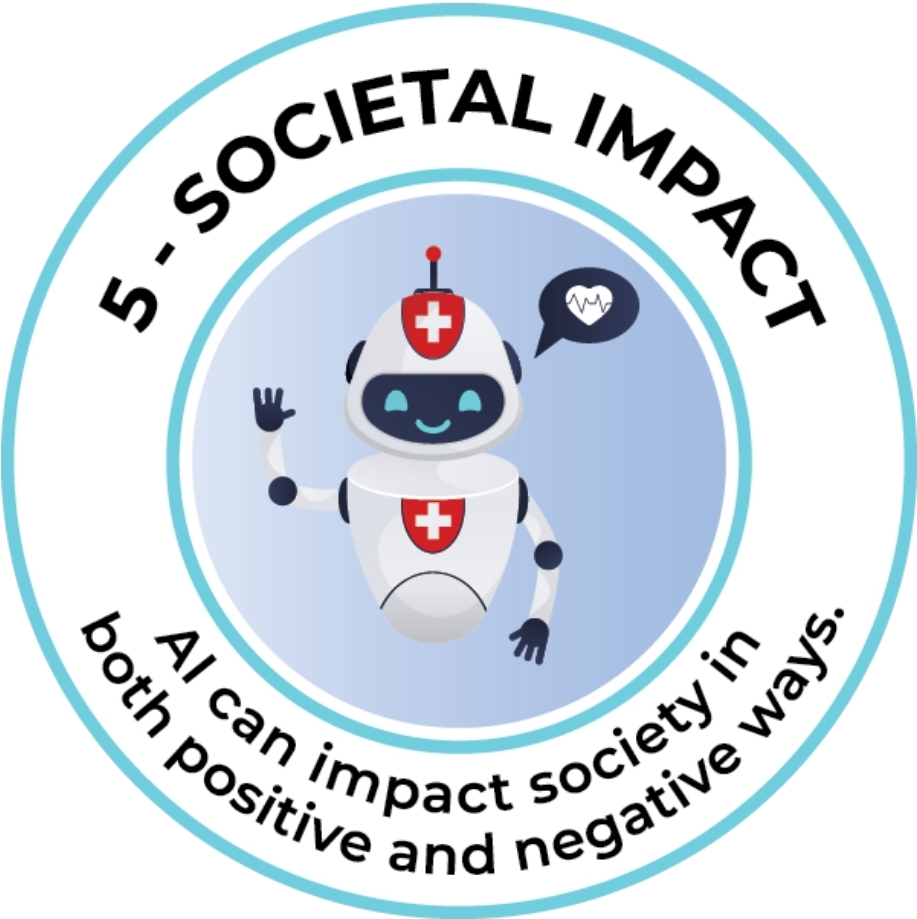 5 - SOCIETAL IMPACT
AI can impact society in
both positive and negative ways.